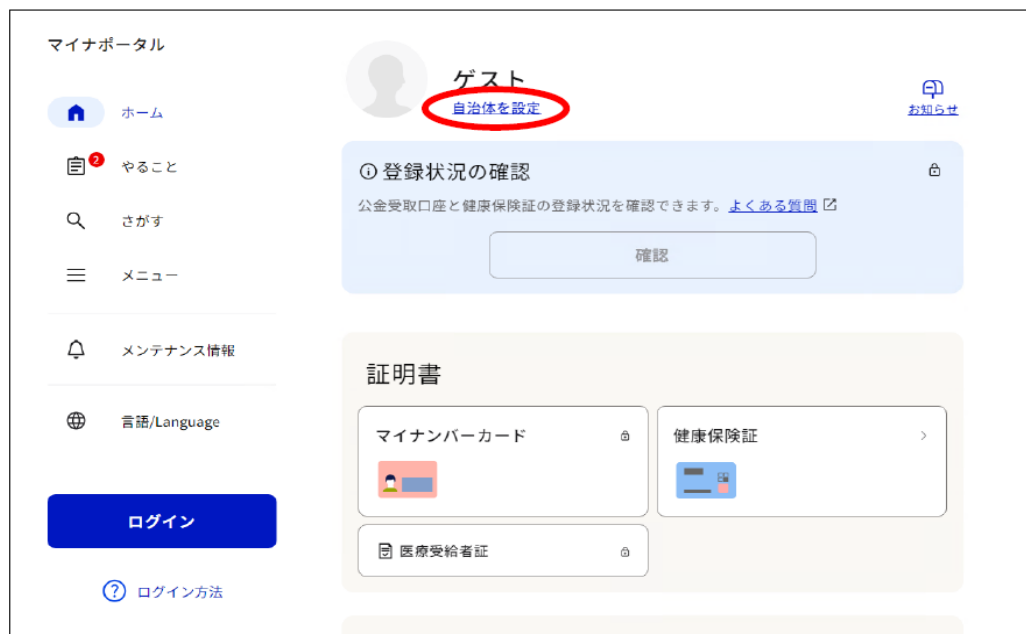 マイナポータル
ホーム
2
やること
さがす
メニュー
メンテナンス情報
言語/Language
ログイン
? ログイン方法
ゲスト
自治体を設定
お知らせ
登録状況の確認
公金受取口座と健康保険証の登録状況を確認できます。よくある質問
確認
証明書
マイナンバーカード
健康保険証
医療受給者証